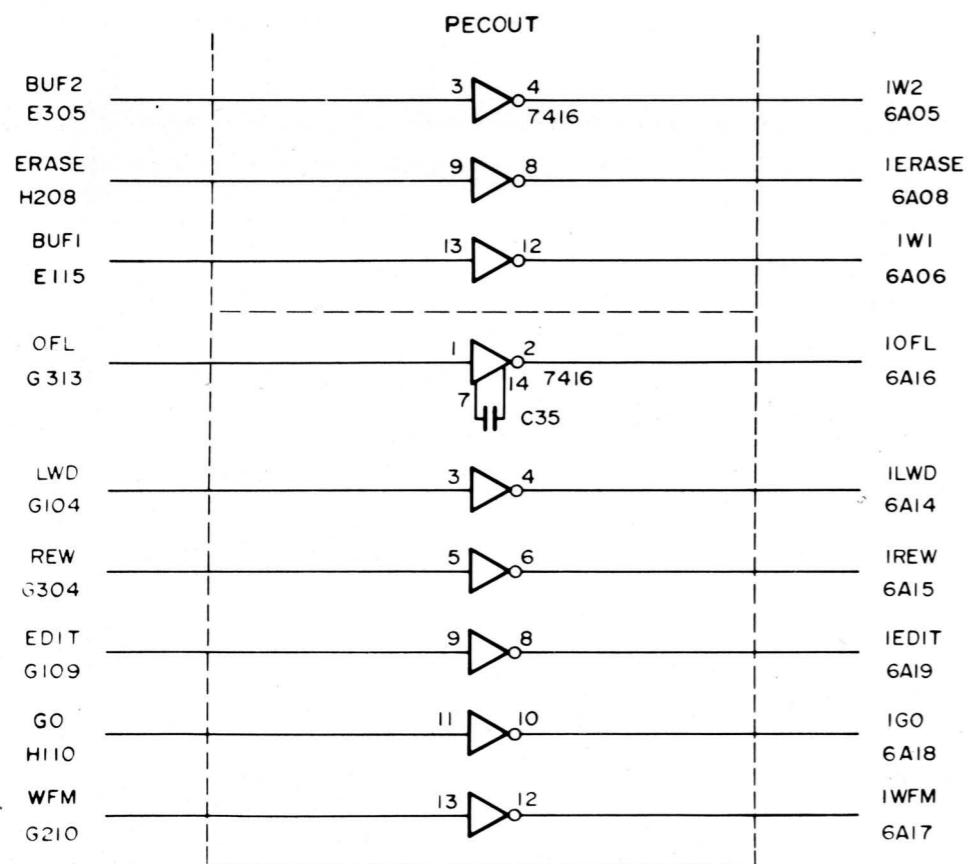 PECOUT
BUF2 3 4 IW2
E305 7416 6A05
ERASE 9 8 IERASE
H208 6A08
BUF1 13 12 IW1
E115 6A06
OFL 1 2 IOFL
G313 14 7416 6A16
7 C35
LWD 3 4 ILWD
G104 6A14
REW 5 6 IREW
G304 6A15
EDIT 9 8 IEDIT
G109 6A19
GO 11 10 IGO
H110 6A18
WFM 13 12 IWFM
G210 6A17